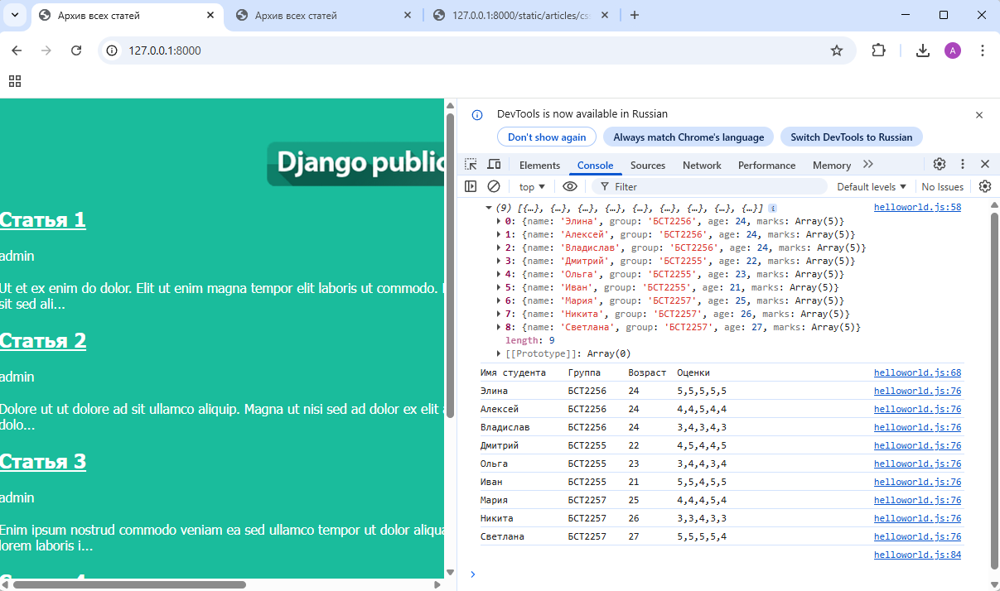 Архив всех статей
Архив всех статей
127.0.0.1:8000/static/articles/cs
127.0.0.1:8000
A
Django public
Статья 1
admin
Ut et ex enim do dolor. Elit ut enim magna tempor elit laboris ut commodo.
sit sed ali...
Статья 2
admin
Dolore ut ut dolore ad sit ullamco aliquip. Magna ut nisi sed ad dolor ex elit
dolo...
Статья 3
admin
Enim ipsum nostrud commodo veniam ea sed ullamco tempor ut dolor aliqua
lorem laboris i...
DevTools is now available in Russian
Don't show again Always match Chrome's language Switch DevTools to Russian
Elements Console Sources Network Performance Memory
top Filter Default levels No Issues
(9) [{…}, {…}, {…}, {…}, {…}, {…}, {…}, {…}, {…}] i helloworld.js:58
0: {name: 'Элина', group: 'БСТ2256', age: 24, marks: Array(5)}
1: {name: 'Алексей', group: 'БСТ2256', age: 24, marks: Array(5)}
2: {name: 'Владислав', group: 'БСТ2256', age: 24, marks: Array(5)}
3: {name: 'Дмитрий', group: 'БСТ2255', age: 22, marks: Array(5)}
4: {name: 'Ольга', group: 'БСТ2255', age: 23, marks: Array(5)}
5: {name: 'Иван', group: 'БСТ2255', age: 21, marks: Array(5)}
6: {name: 'Мария', group: 'БСТ2257', age: 25, marks: Array(5)}
7: {name: 'Никита', group: 'БСТ2257', age: 26, marks: Array(5)}
8: {name: 'Светлана', group: 'БСТ2257', age: 27, marks: Array(5)}
length: 9
[[Prototype]]: Array(0)
Имя студента Группа Возраст Оценки helloworld.js:68
Элина БСТ2256 24 5,5,5,5,5 helloworld.js:76
Алексей БСТ2256 24 4,4,5,4,4 helloworld.js:76
Владислав БСТ2256 24 3,4,3,4,3 helloworld.js:76
Дмитрий БСТ2255 22 4,5,4,4,5 helloworld.js:76
Ольга БСТ2255 23 3,4,4,3,4 helloworld.js:76
Иван БСТ2255 21 5,5,4,5,5 helloworld.js:76
Мария БСТ2257 25 4,4,4,5,4 helloworld.js:76
Никита БСТ2257 26 3,3,4,3,3 helloworld.js:76
Светлана БСТ2257 27 5,5,5,5,4 helloworld.js:76
helloworld.js:84